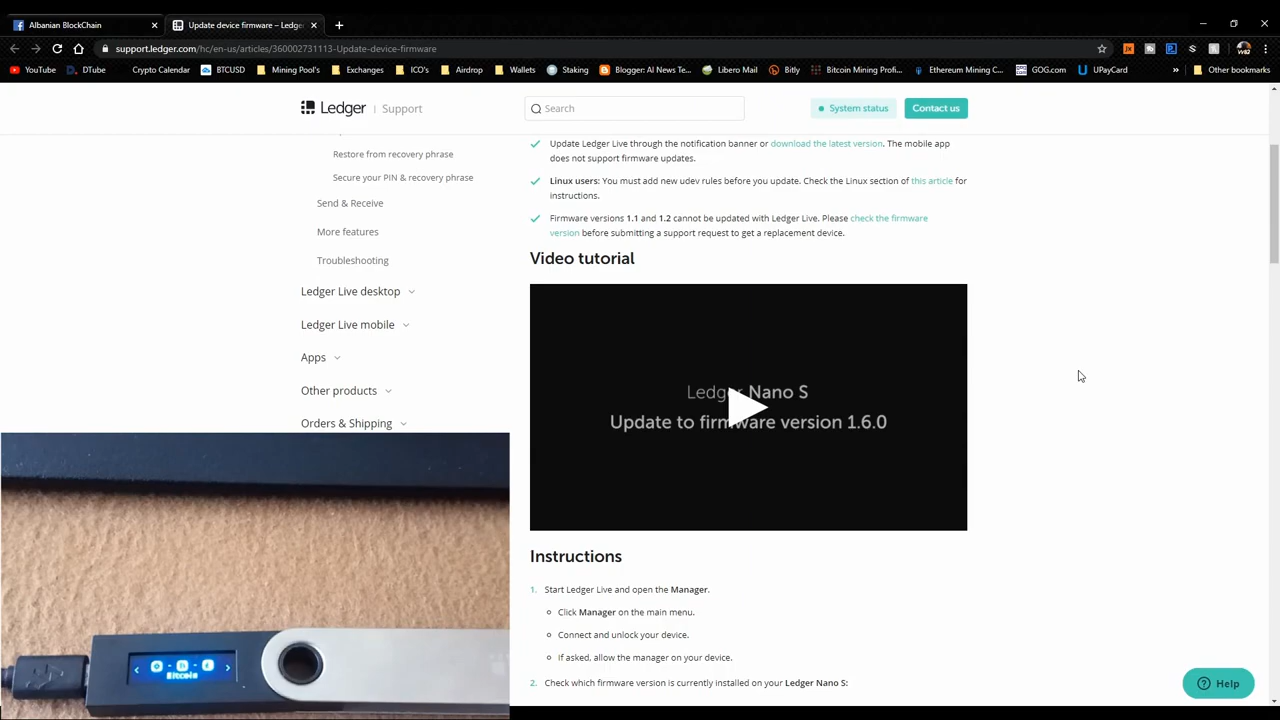 Albanian BlockChain
Update device firmware – Ledge
support.ledger.com/hc/en-us/articles/360002731113-Update-device-firmware
YouTube
DTube
Crypto Calendar
BTCUSD
Mining Pool's
Exchanges
ICO's
Airdrop
Wallets
Staking
Blogger: AI News Te...
Libero Mail
Bitly
Bitcoin Mining Profi...
Ethereum Mining C...
GOG.com
UPayCard
»
Other bookmarks
Ledger | Support
Search
System status
Contact us
Restore from recovery phrase
Secure your PIN & recovery phrase
Send & Receive
More features
Troubleshooting
Ledger Live desktop
Ledger Live mobile
Apps
Other products
Orders & Shipping
Update Ledger Live through the notification banner or download the latest version. The mobile app
does not support firmware updates.
Linux users: You must add new udev rules before you update. Check the Linux section of this article for
instructions.
Firmware versions 1.1 and 1.2 cannot be updated with Ledger Live. Please check the firmware
version before submitting a support request to get a replacement device.
Video tutorial
Ledger Nano S
Update to firmware version 1.6.0
Instructions
1. Start Ledger Live and open the Manager.
Click Manager on the main menu.
Connect and unlock your device.
If asked, allow the manager on your device.
2. Check which firmware version is currently installed on your Ledger Nano S:
Bitcoin
Help